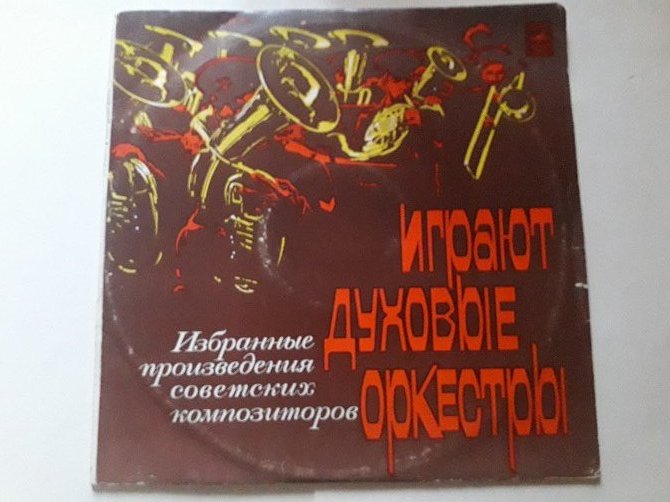 Играют
духовые
оркестры
Избранные
произведения
советских
композиторов